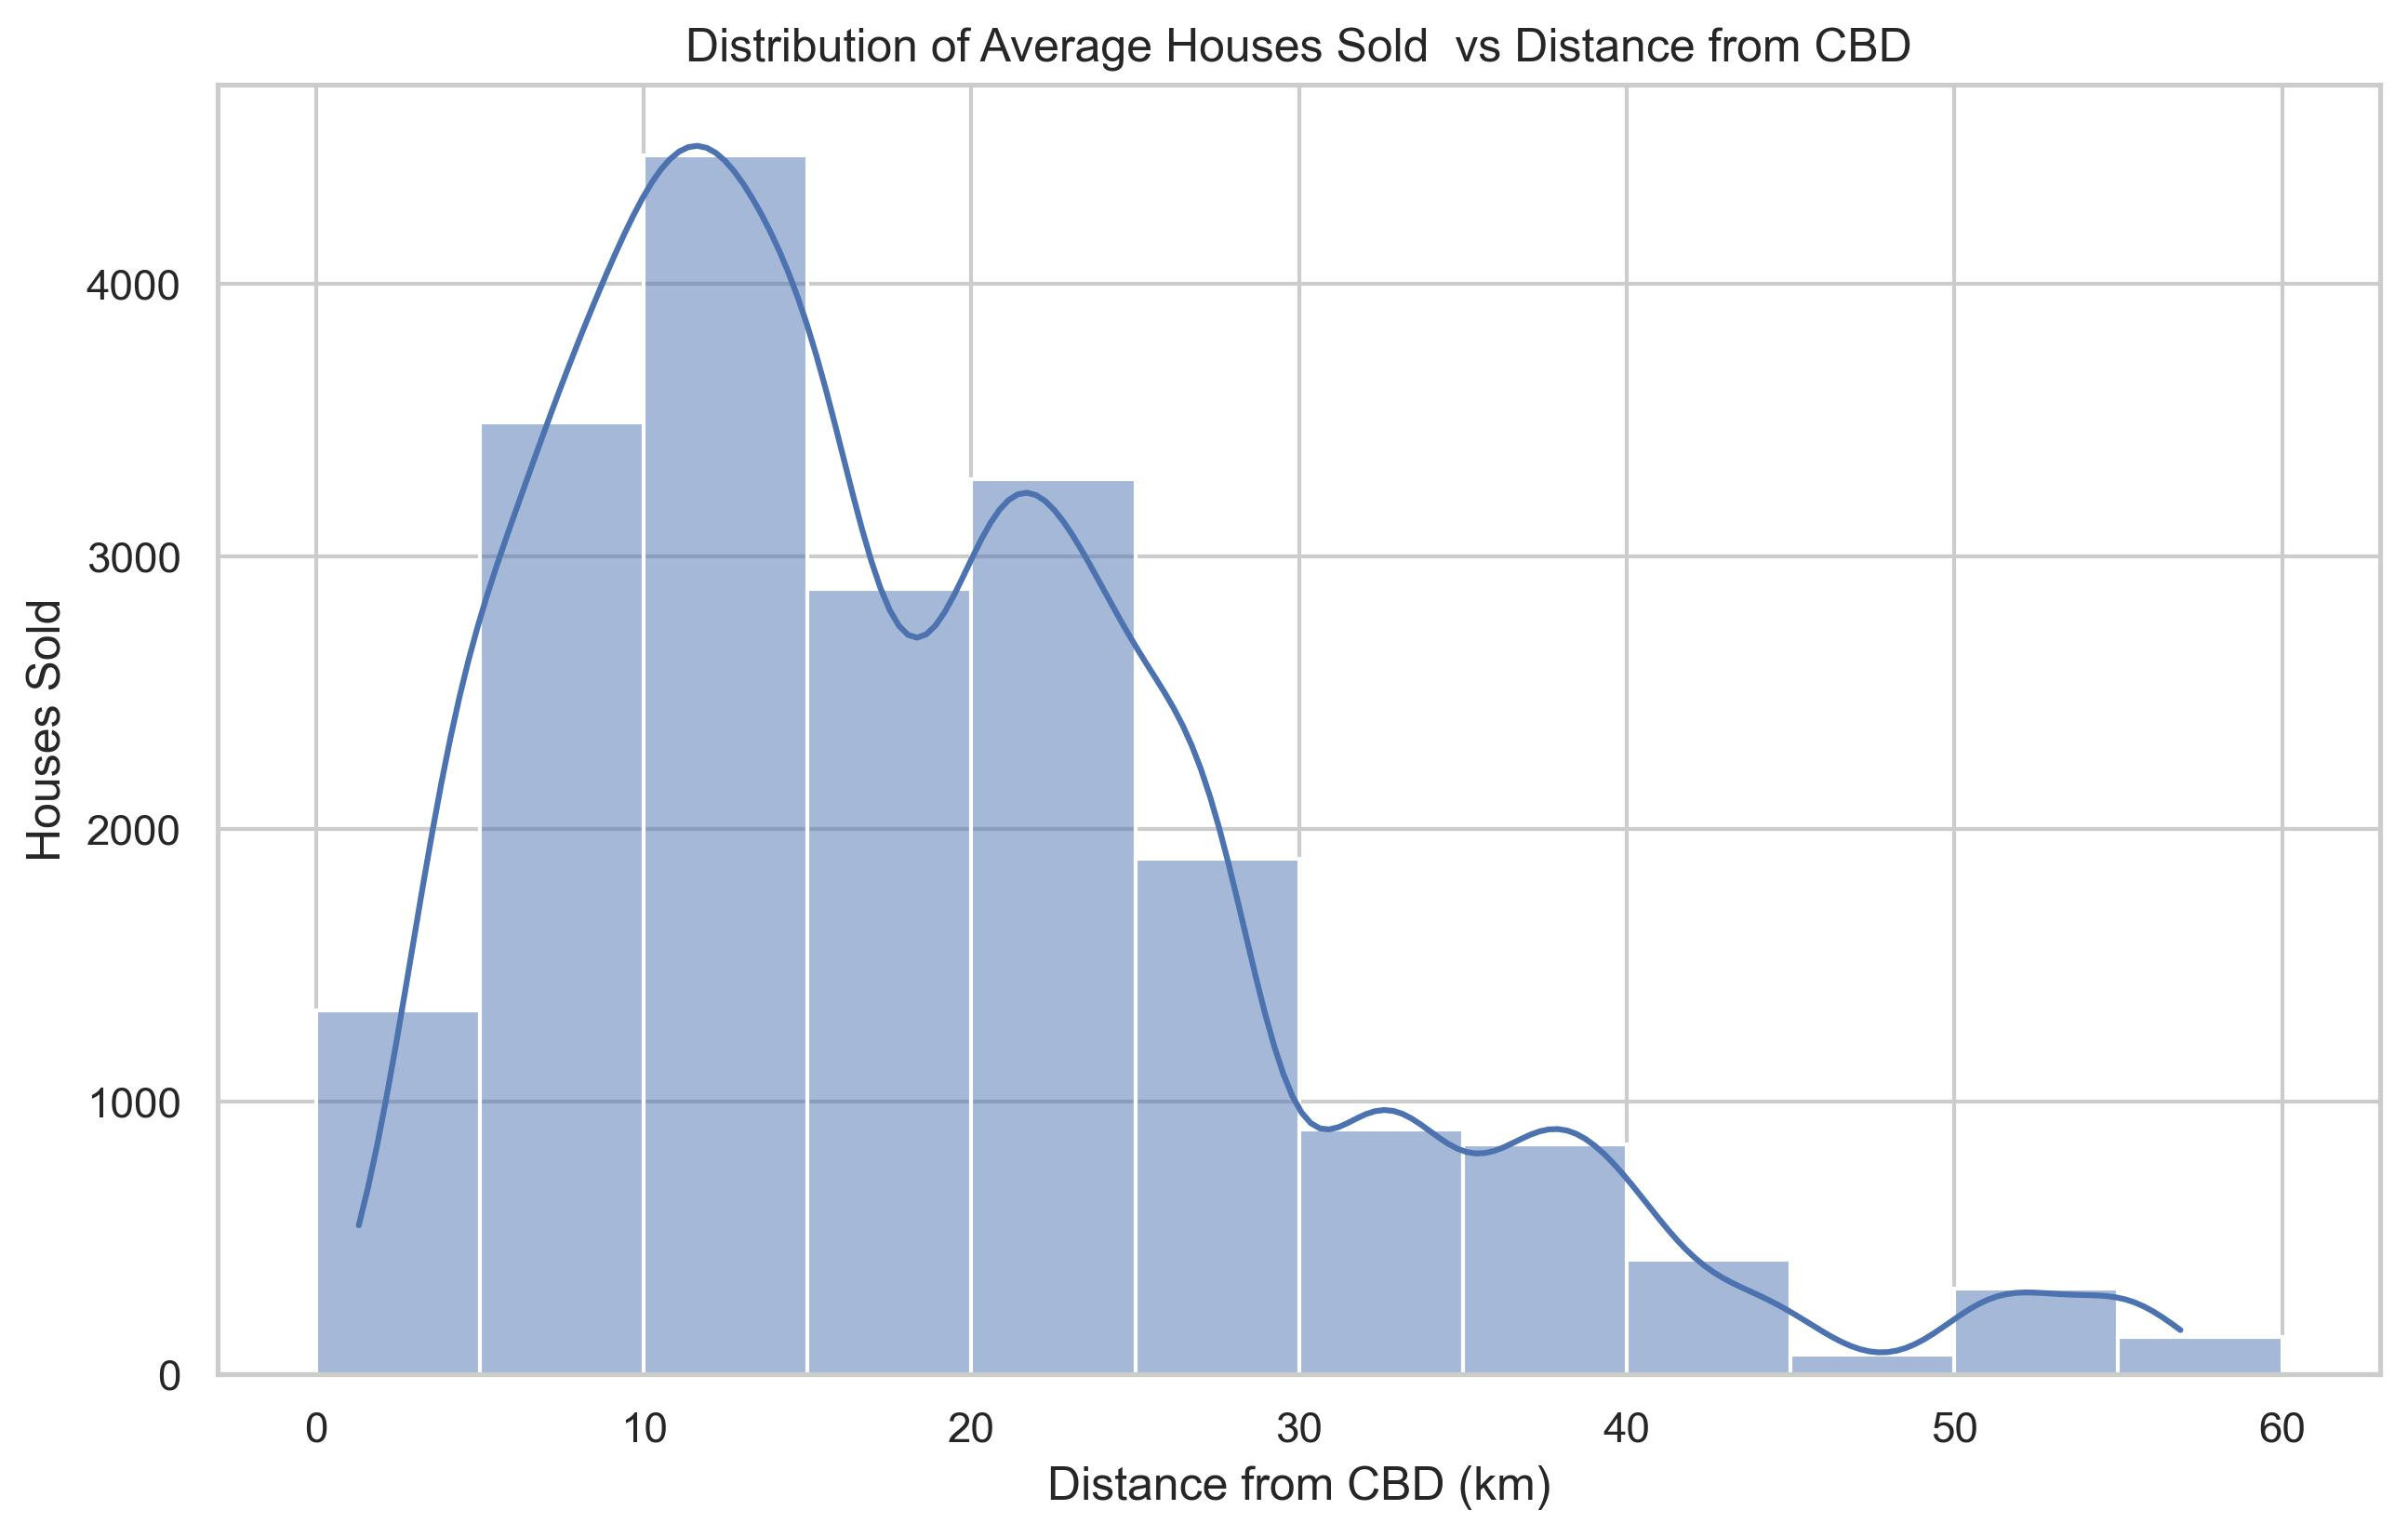 Distribution of Average Houses Sold  vs Distance from CBD
Houses Sold
4000
3000
2000
1000
0
0 10 20 30 40 50 60
Distance from CBD (km)